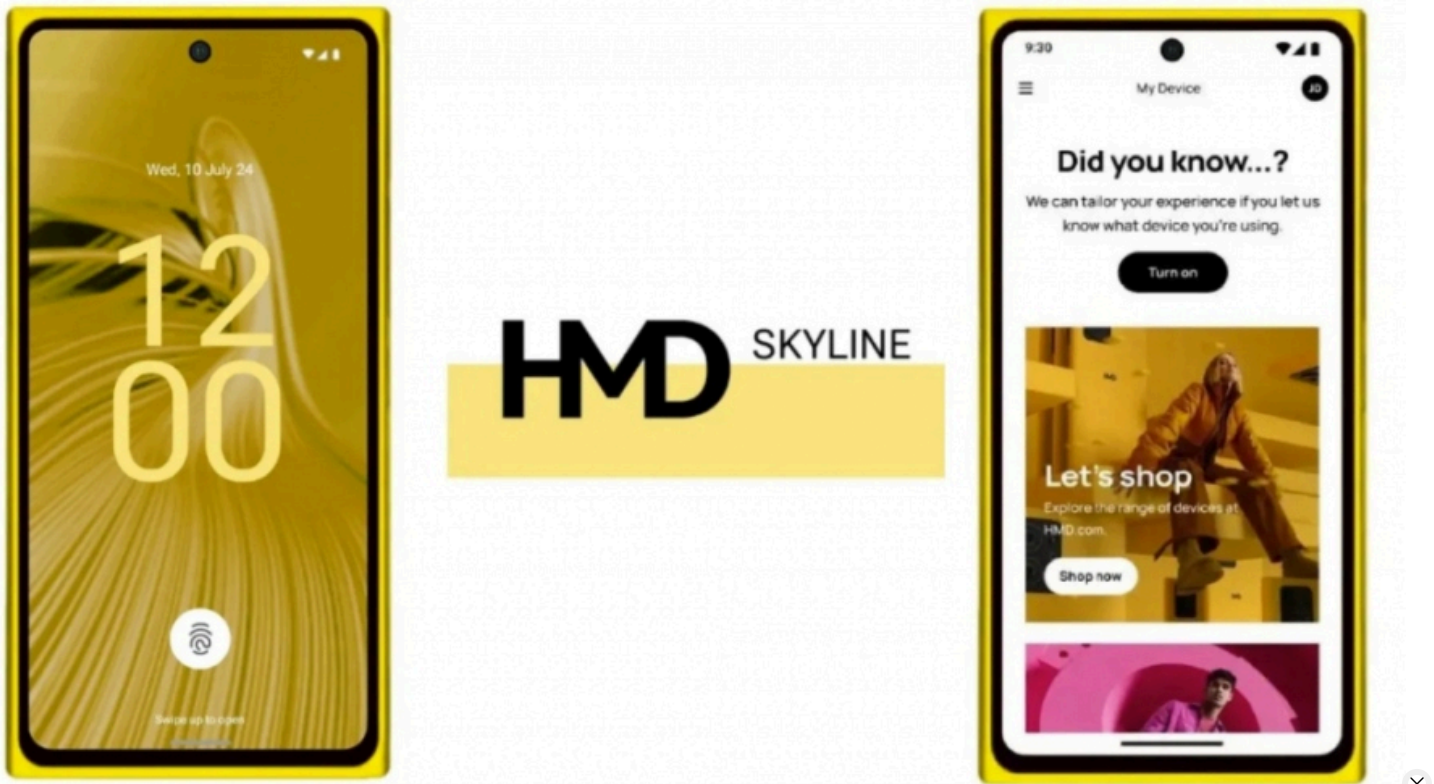 Wed, 10 July 24
12
00
Swipe up to open
HMD SKYLINE
9:30
My Device
JD
Did you know...?
We can tailor your experience if you let us
know what device you're using.
Turn on
Let's shop
Explore the range of devices at
HMD.com.
Shop now